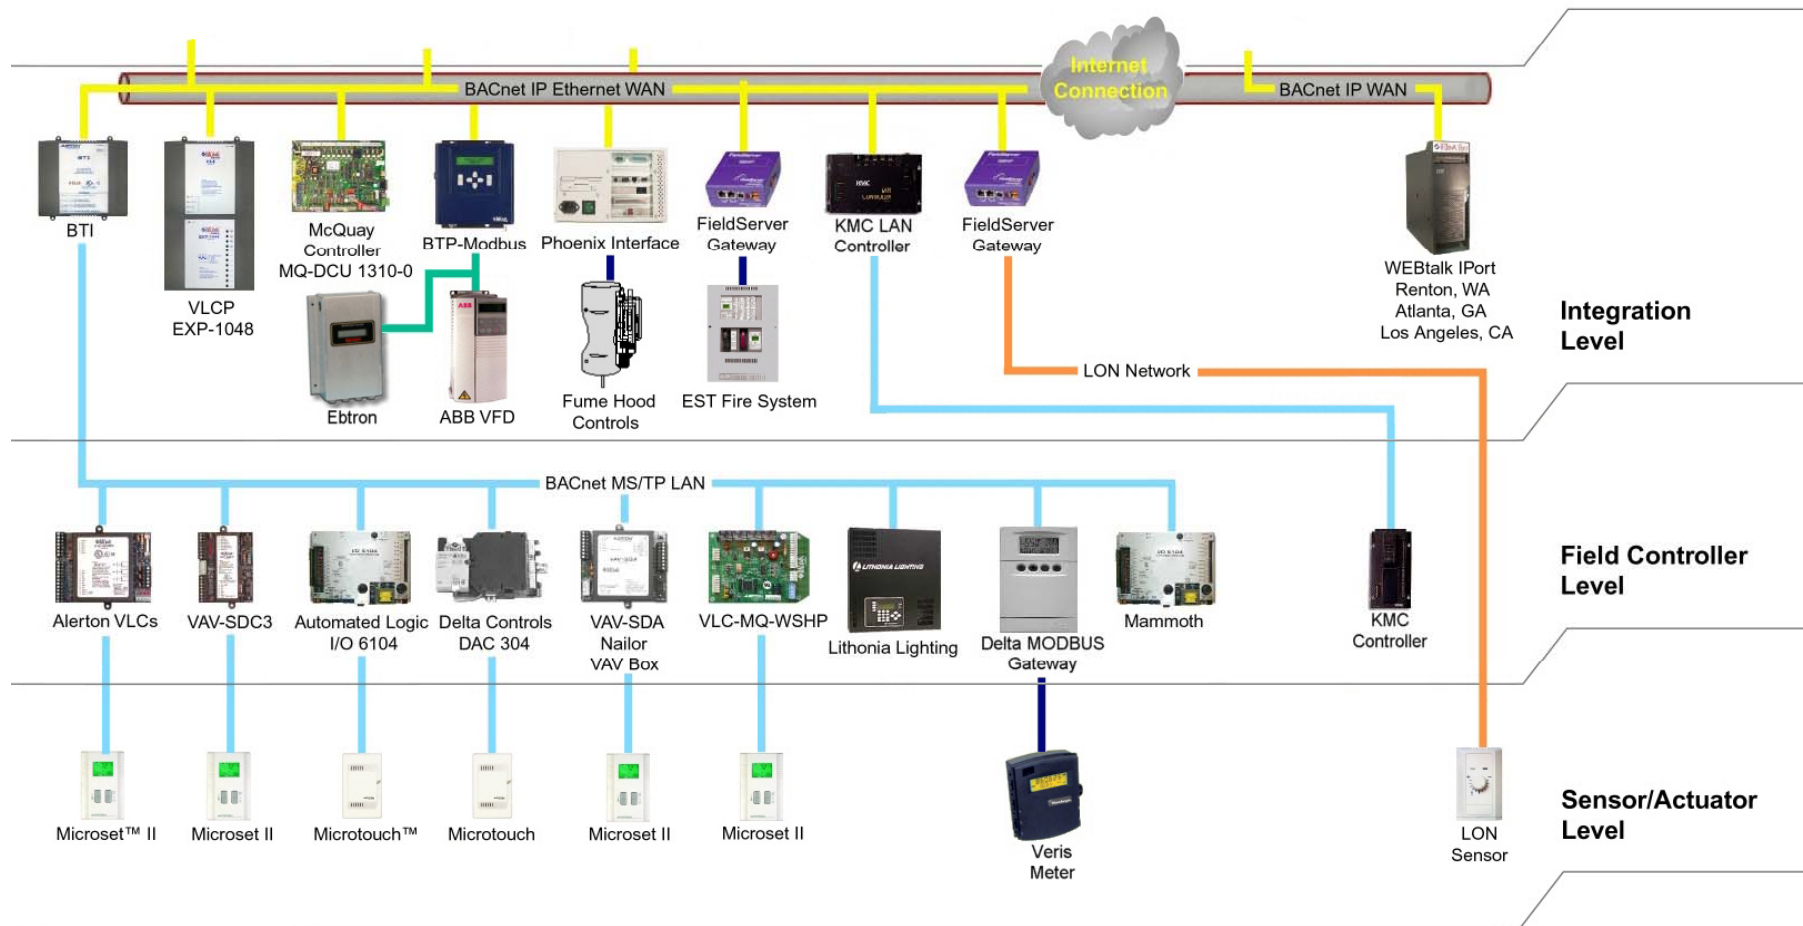 Internet
Connection
BACnet IP Ethernet WAN
BACnet IP WAN
BTI
VLCP
EXP-1048
McQuay
Controller
MQ-DCU 1310-0
BTP-Modbus
Phoenix Interface
FieldServer
Gateway
KMC LAN
Controller
FieldServer
Gateway
WEBtalk IPort
Renton, WA
Atlanta, GA
Los Angeles, CA
Integration
Level
Ebtron
ABB
ABB VFD
Fume Hood
Controls
EST Fire System
LON Network
BACnet MS/TP LAN
Alerton VLCs
VAV-SDC3
Automated Logic
I/O 6104
Delta Controls
DAC 304
VAV-SDA
Nailor
VAV Box
VLC-MQ-WSHP
LITHONIA LIGHTING
Lithonia Lighting
Delta MODBUS
Gateway
Mammoth
KMC
Controller
Field Controller
Level
Microset™ II
Microset II
Microtouch™
Microtouch
Microset II
Microset II
Veris
Meter
LON
Sensor
Sensor/Actuator
Level